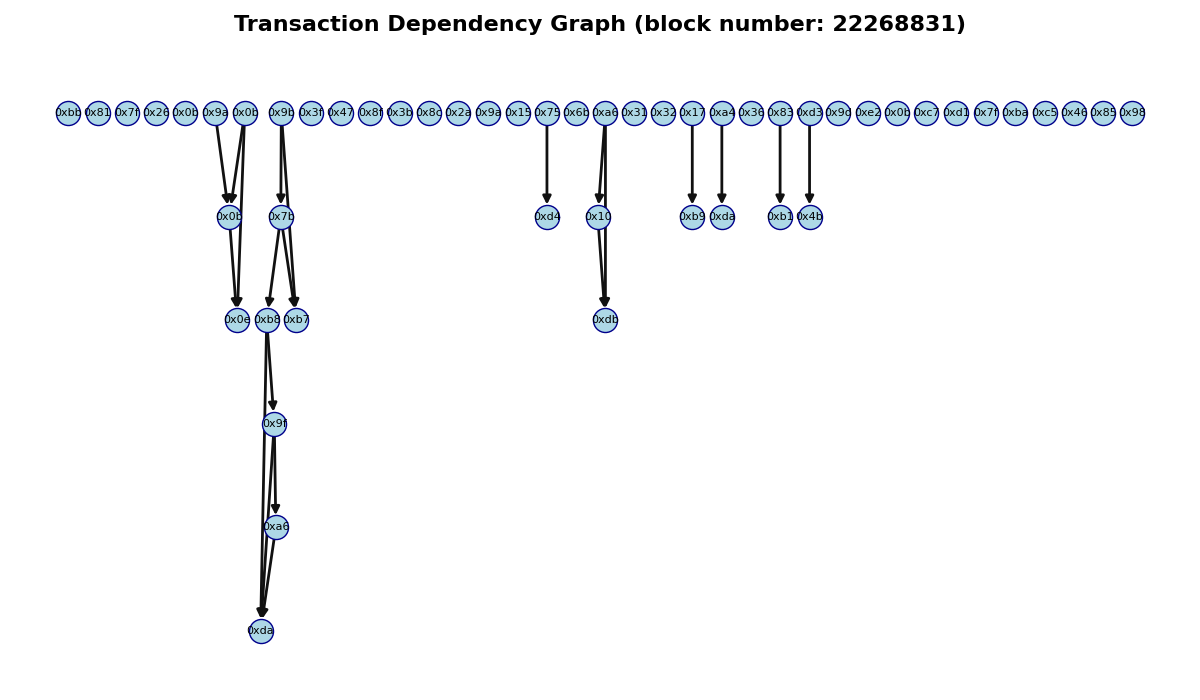 Transaction Dependency Graph (block number: 22268831)
0xbb 0x81 0x7f 0x26 0x0b 0x9a 0x0b 0x9b 0x3f 0x47 0x8f 0x3b 0x8c 0x2a 0x9a 0x15 0x75 0x6b 0xa6 0x31 0x32 0x17 0xa4 0x36 0x83 0xd3 0x9c 0xe2 0x0b 0xc7 0xd1 0x7f 0xba 0xc5 0x46 0x85 0x98
0x0b 0x7b 0xd4 0x10 0xb9 0xda 0xb1 0x4b
0x0e 0xb8 0xb7 0xdb
0x9f
0xa6
0xda